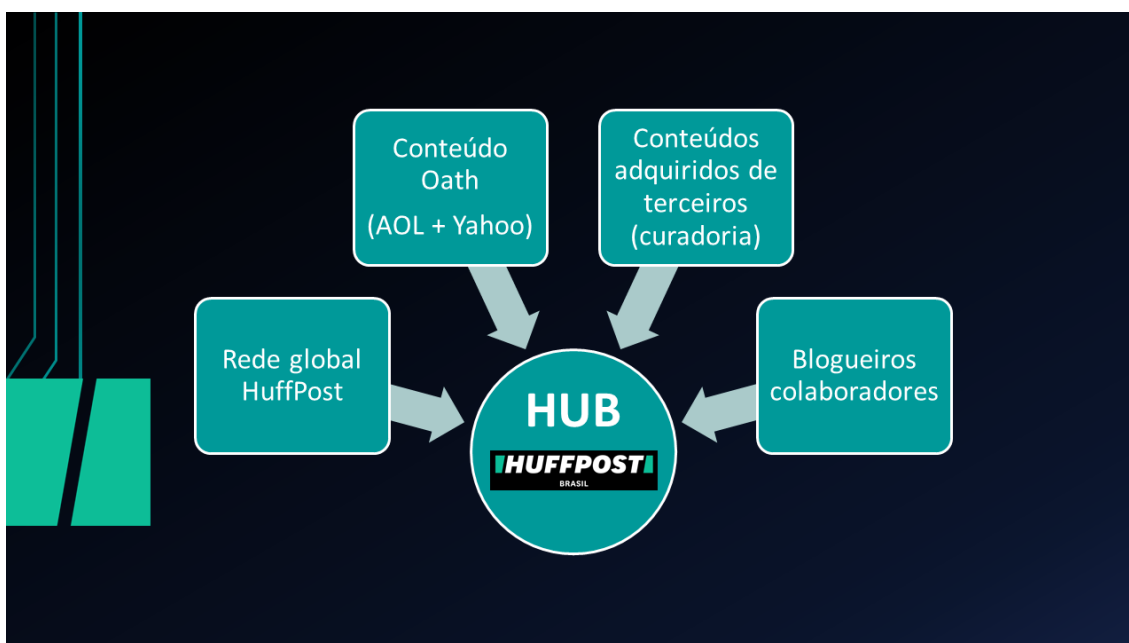 Conteúdo
Oath
(AOL + Yahoo)
Conteúdos
adquiridos de
terceiros
(curadoria)
Rede global
HuffPost
Blogueiros
colaboradores
HUB
HUFFPOST
BRASIL